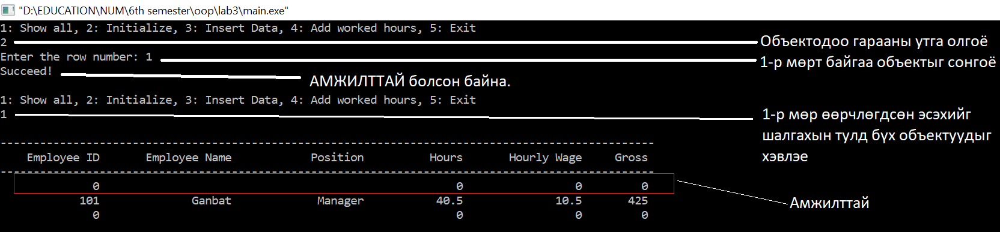 "D:\EDUCATION\NUM\6th semester\oop\lab3\main.exe"
1: Show all, 2: Initialize, 3: Insert Data, 4: Add worked hours, 5: Exit
2 Объектодоо гарааны утга олгоё
Enter the row number: 1 1-р мөрт байгаа объектыг сонгоё
Succeed! АМЖИЛТТАЙ болсон байна.
1: Show all, 2: Initialize, 3: Insert Data, 4: Add worked hours, 5: Exit
1 1-р мөр өөрчлөгдсөн эсэхийг
шалгахын тулд бүх объектуудыг
хэвлэе
--------------------------------------------------------------------------------------------------
Employee ID Employee Name Position Hours Hourly Wage Gross
--------------------------------------------------------------------------------------------------
0 0 0 0
101 Ganbat Manager 40.5 10.5 425
Амжилттай
0 0 0 0